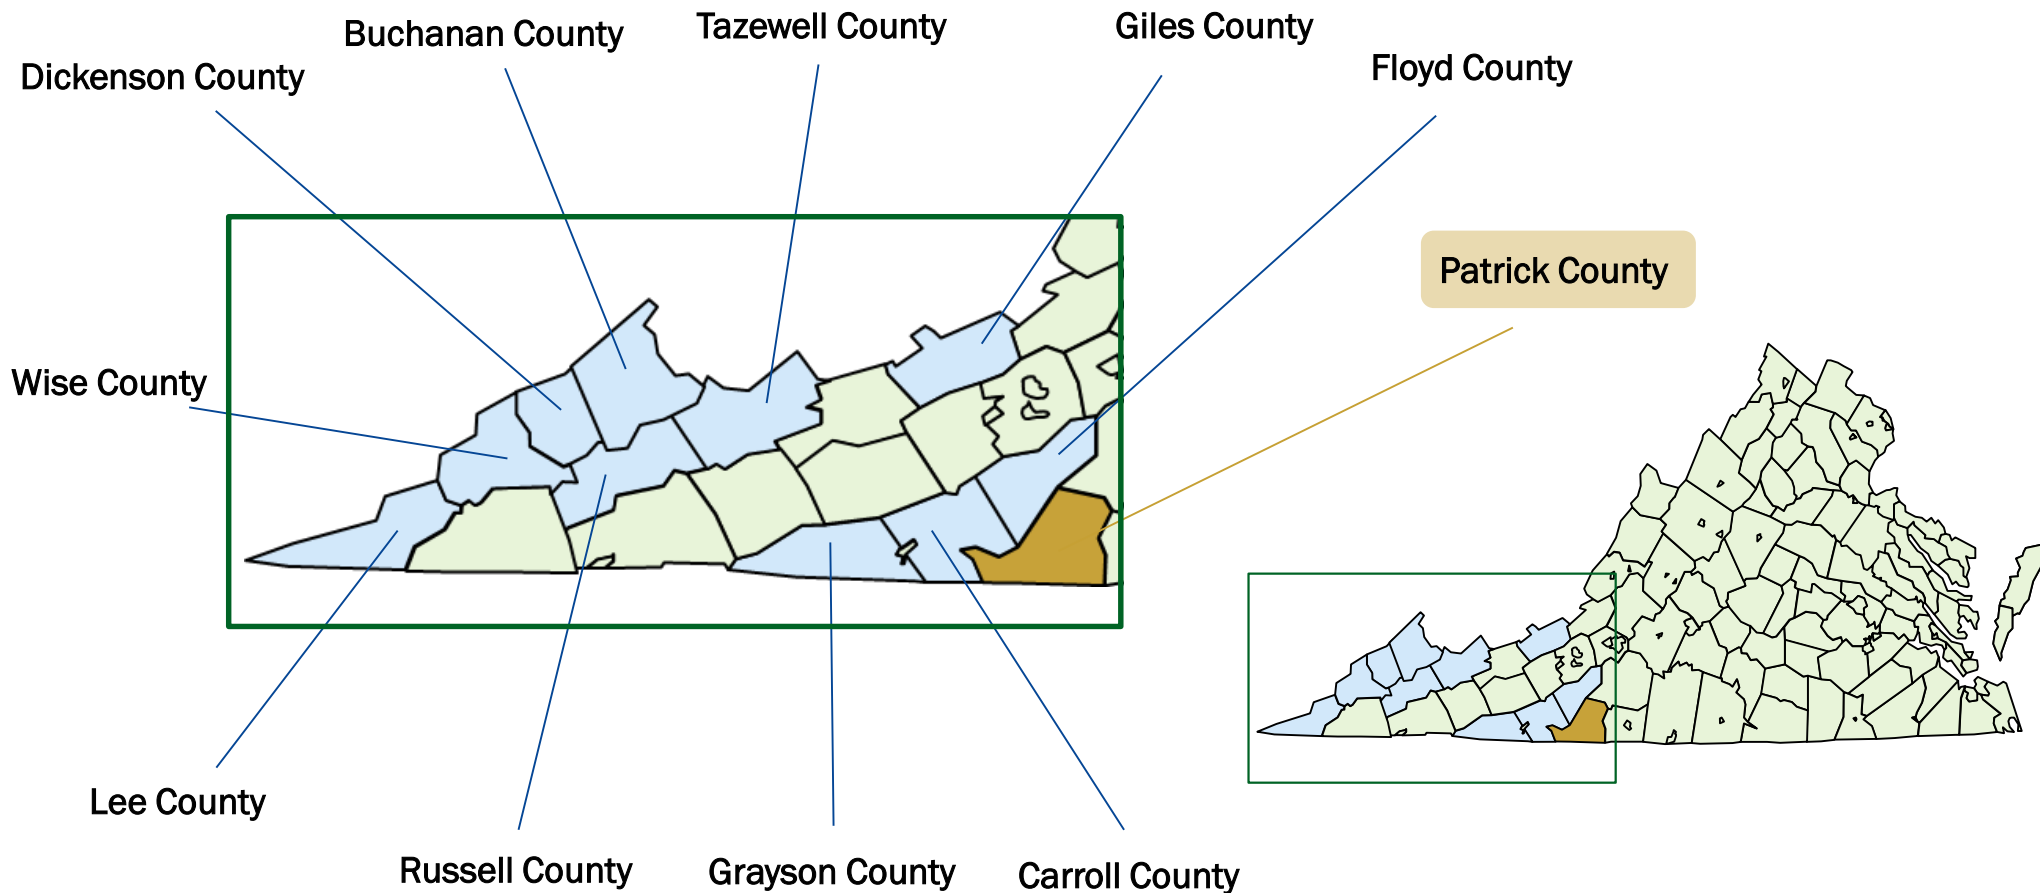 Buchanan County
Tazewell County
Giles County
Dickenson County
Floyd County
Patrick County
Wise County
Lee County
Russell County
Grayson County
Carroll County